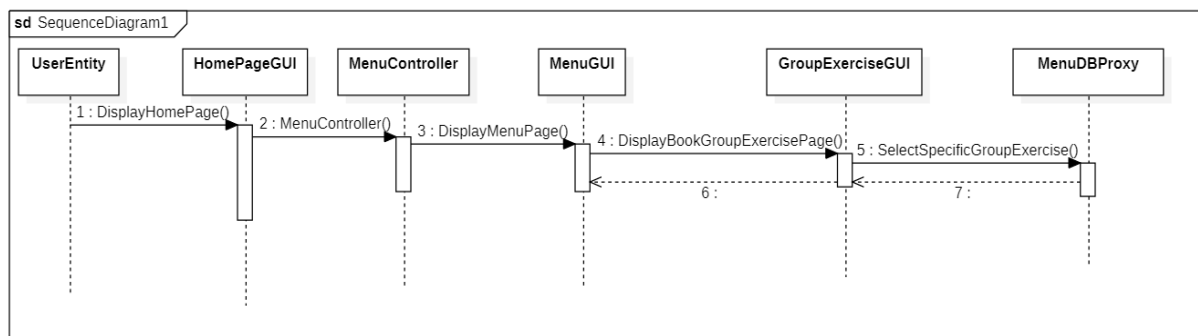 sd SequenceDiagram1
UserEntity
HomePageGUI
MenuController
MenuGUI
GroupExerciseGUI
MenuDBProxy
1 : DisplayHomePage()
2 : MenuController()
3 : DisplayMenuPage()
4 : DisplayBookGroupExercisePage()
5 : SelectSpecificGroupExercise()
6 :
7 :